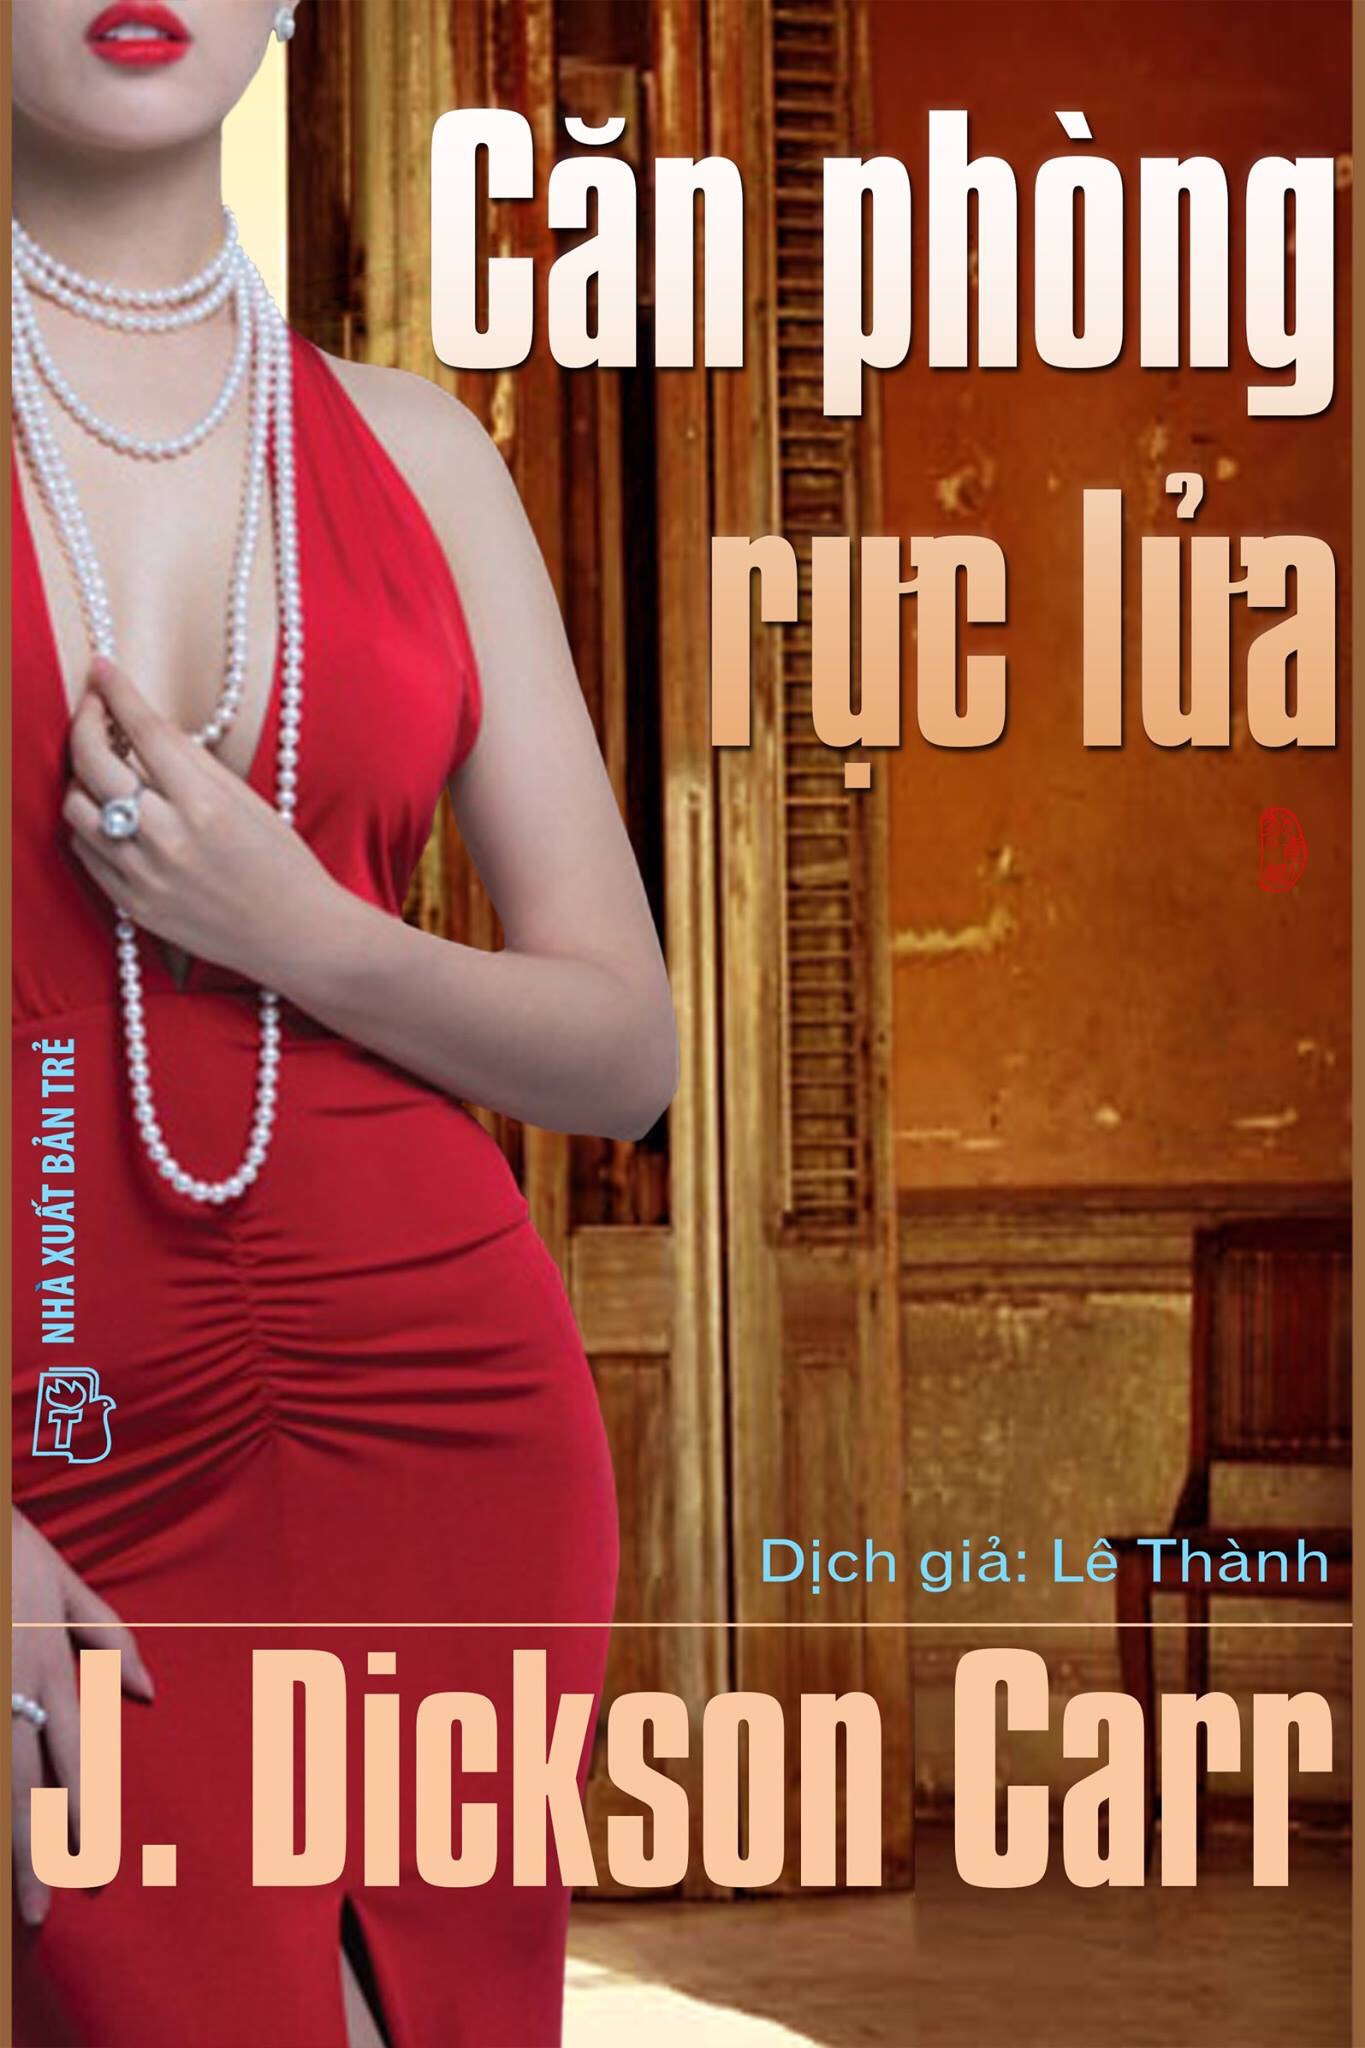 Căn phòng
rực lửa
NHÀ XUẤT BẢN TRẺ
Dịch giả: Lê Thành
J. Dickson Carr